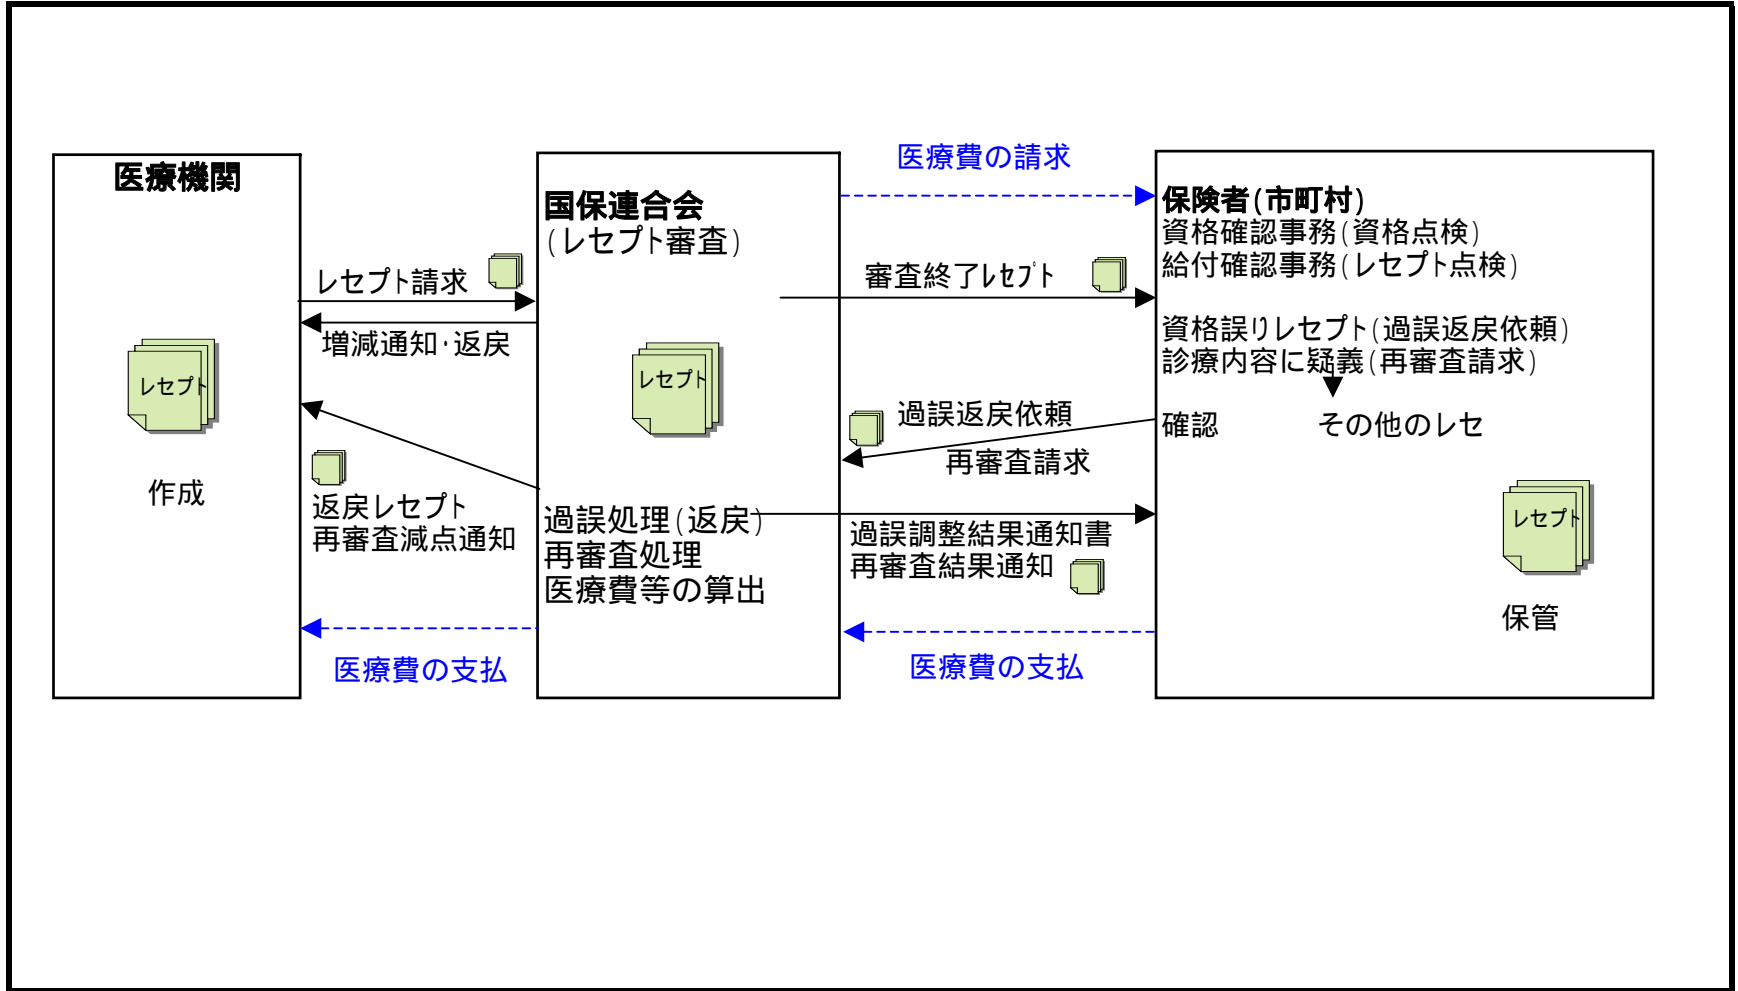 医療機関
レセプト
作成
レセプト請求
増減通知・返戻
返戻レセプト
再審査減点通知
医療費の支払
国保連合会
(レセプト審査)
レセプト
過誤処理(返戻)
再審査処理
医療費等の算出
医療費の請求
審査終了ﾚｾﾌﾟﾄ
過誤返戻依頼
再審査請求
過誤調整結果通知書
再審査結果通知
医療費の支払
保険者(市町村)
資格確認事務(資格点検)
給付確認事務(レセプト点検)
資格誤りレセプト(過誤返戻依頼)
診療内容に疑義(再審査請求)
確認 その他のレセ
レセプト
保管